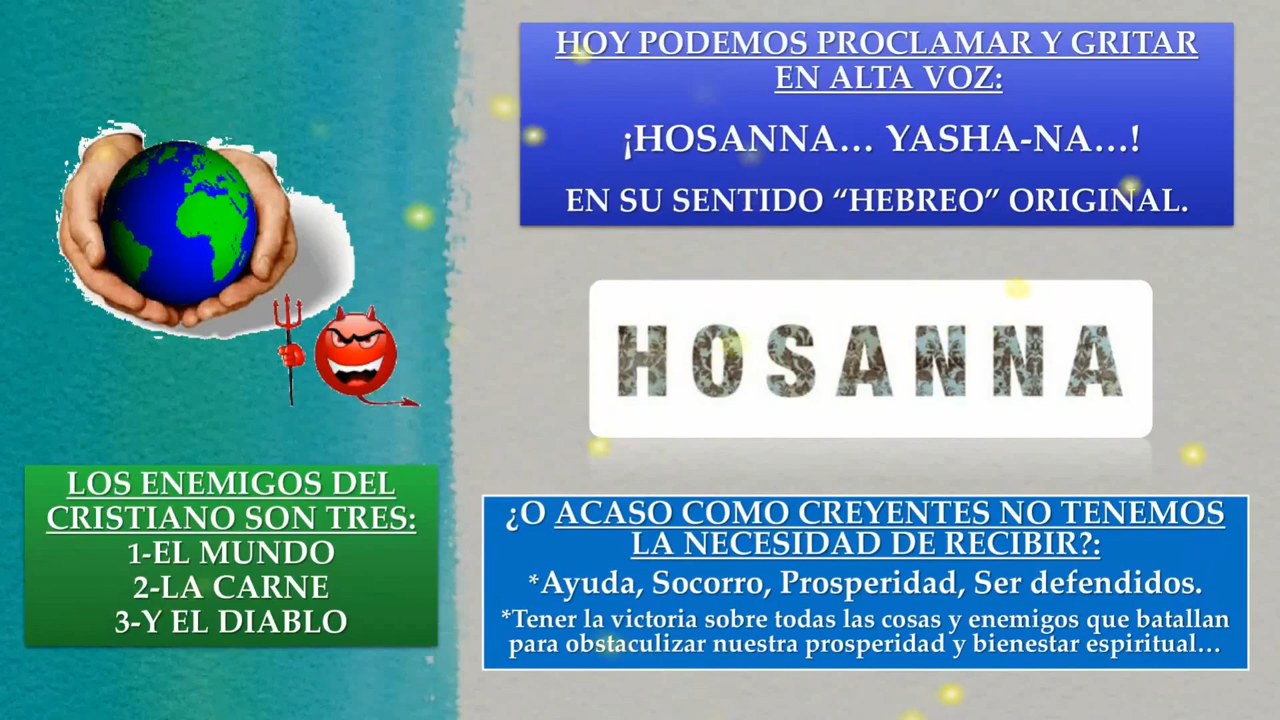 HOY PODEMOS PROCLAMAR Y GRITAR
EN ALTA VOZ:
¡HOSANNA... YASHA-NA...!
EN SU SENTIDO “HEBREO” ORIGINAL.
HOSANNA
LOS ENEMIGOS DEL
CRISTIANO SON TRES:
1-EL MUNDO
2-LA CARNE
3-Y EL DIABLO
¿O ACASO COMO CREYENTES NO TENEMOS
LA NECESIDAD DE RECIBIR?:
*Ayuda, Socorro, Prosperidad, Ser defendidos.
*Tener la victoria sobre todas las cosas y enemigos que batallan
para obstaculizar nuestra prosperidad y bienestar espiritual...